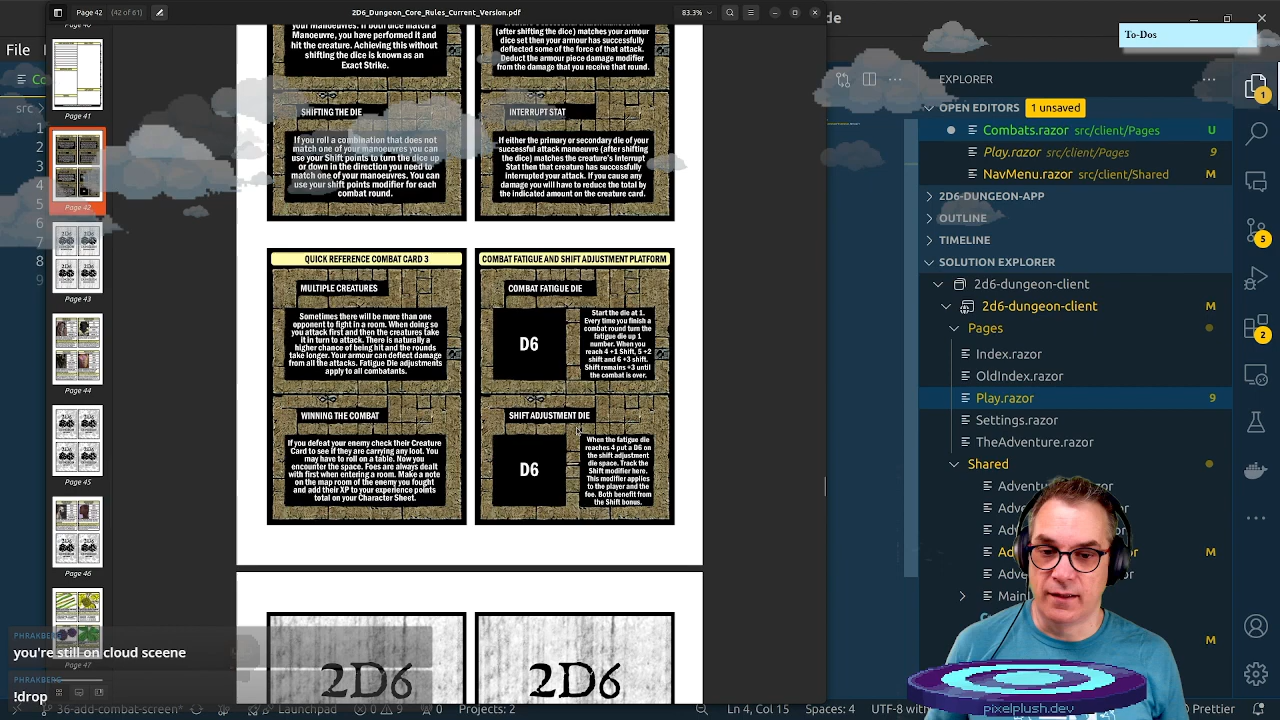 Page 42 (42 of 61)
2D6_Dungeon_Core_Rules_Current_Version.pdf
83.3%
To-Dos
File
Page 41
Page 42
Page 43
Page 44
Page 45
Page 46
Page 47
your Manoeuvres. If both dice match a
Manoeuvre, you have performed it and
hit the creature. Achieving this without
shifting the dice is known as an
Exact Strike.
(after shifting the dice) matches your armour
dice set then your armour has successfully
deflected some of the force of that attack.
Deduct the armour piece damage modifier
from the damage that you receive that round.
SHIFTING THE DIE
If you roll a combination that does not
match one of your manoeuvres you can
use your Shift points to turn the dice up
or down in the direction you need to
match one of your manoeuvres. You can
use your shift points modifier for each
combat round.
INTERRUPT STAT
If either the primary or secondary die of your
successful attack manoeuvre (after shifting
the dice) matches the creature's Interrupt
Stat then that creature has successfully
interrupted your attack. If you cause any
damage you will have to reduce the total by
the indicated amount on the creature card.
QUICK REFERENCE COMBAT CARD 3
MULTIPLE CREATURES
Sometimes there will be more than one
opponent to fight in a room. When doing so
you attack first and then the creatures take
it in turn to attack. There is naturally a
higher chance of being hit and the rounds
take longer. Your armour can deflect damage
from all the attacks. Fatigue Die adjustments
apply to all combatants.
WINNING THE COMBAT
If you defeat your enemy check their Creature
Card to see if they are carrying any loot. You
may have to roll on a table. Now you
encounter the space. Foes are always dealt
with first when entering a room. Make a note
on the map room of the enemy you fought
and add their XP to your experience points
total on your Character Sheet.
COMBAT FATIGUE AND SHIFT ADJUSTMENT PLATFORM
COMBAT FATIGUE DIE
D6
Start the die at 1.
Every time you finish a
combat round turn the
fatigue die up 1
number. When you
reach 4 +1 Shift, 5 +2
shift and 6 +3 shift.
Shift remains +3 until
the combat is over.
SHIFT ADJUSTMENT DIE
D6
When the fatigue die
reaches 4 put a D6 on
the shift adjustment
die space. Track the
Shift modifier here.
This modifier applies
to the player and the
foe. Both benefit from
the Shift bonus.
2D6
2D6
EXPLORER
OPEN EDITORS
1 unsaved
Combats.razor src/client/Pages U
Play.razor src/client/Pages 9
NavMenu.razor src/client/Shared M
2D6-DUNGEON-APP
OUTLINE
TIMELINE
SOLUTION EXPLORER
2d6-dungeon-client
2d6-dungeon-client M
Pages
Index.razor
OldIndex.razor
Play.razor 9
Settings.razor
TheAdventure.razor
Shared
M
M
1
5
2
PHRAKBERG
you're still on cloud sceene
PHRAKBERG
!drop
36-add-combat-screen*
Launchpad
0 9
0
Projects: 2
Ln 4, Col 15
Spaces: 4